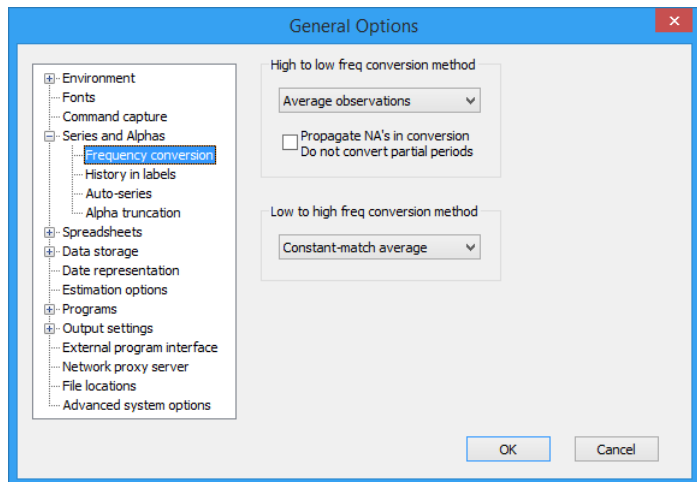 General Options
Environment
Fonts
Command capture
Series and Alphas
Frequency conversion
History in labels
Auto-series
Alpha truncation
Spreadsheets
Data storage
Date representation
Estimation options
Programs
Output settings
External program interface
Network proxy server
File locations
Advanced system options
High to low freq conversion method
Average observations
Propagate NA's in conversion
Do not convert partial periods
Low to high freq conversion method
Constant-match average
OK
Cancel